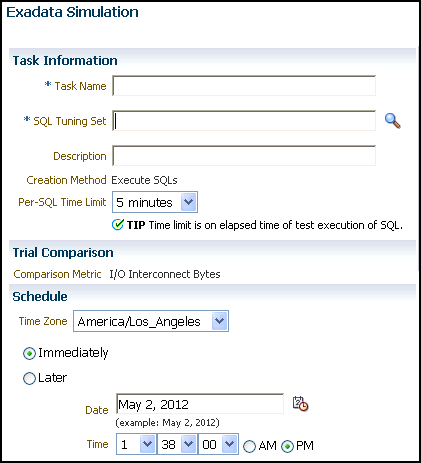 Exadata Simulation
Task Information
* Task Name
* SQL Tuning Set
Description
Creation Method Execute SQLs
Per-SQL Time Limit 5 minutes
TIP Time limit is on elapsed time of test execution of SQL.
Trial Comparison
Comparison Metric I/O Interconnect Bytes
Schedule
Time Zone America/Los_Angeles
Immediately
Later
Date May 2, 2012
(example: May 2, 2012)
Time 1 38 00 AM PM